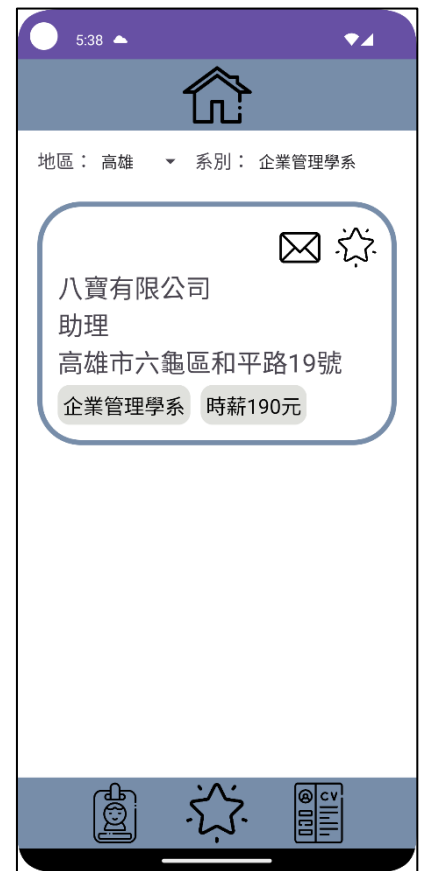 5:38
地區： 高雄 系別： 企業管理學系
八寶有限公司
助理
高雄市六龜區和平路19號
企業管理學系 時薪190元
CV